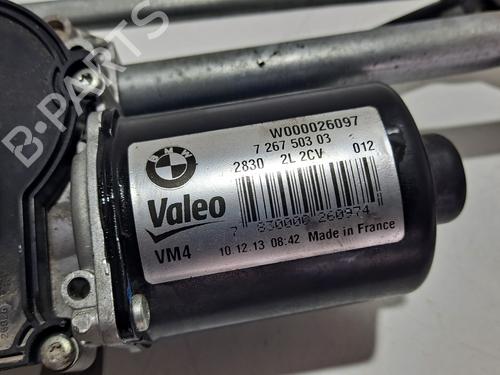 W000026097
7 267 503 03
2830 2L 2CV 012
BMW
Valeo
7 830000 260974
VM4 10.12.13 08:42 Made in France
B-PARTS